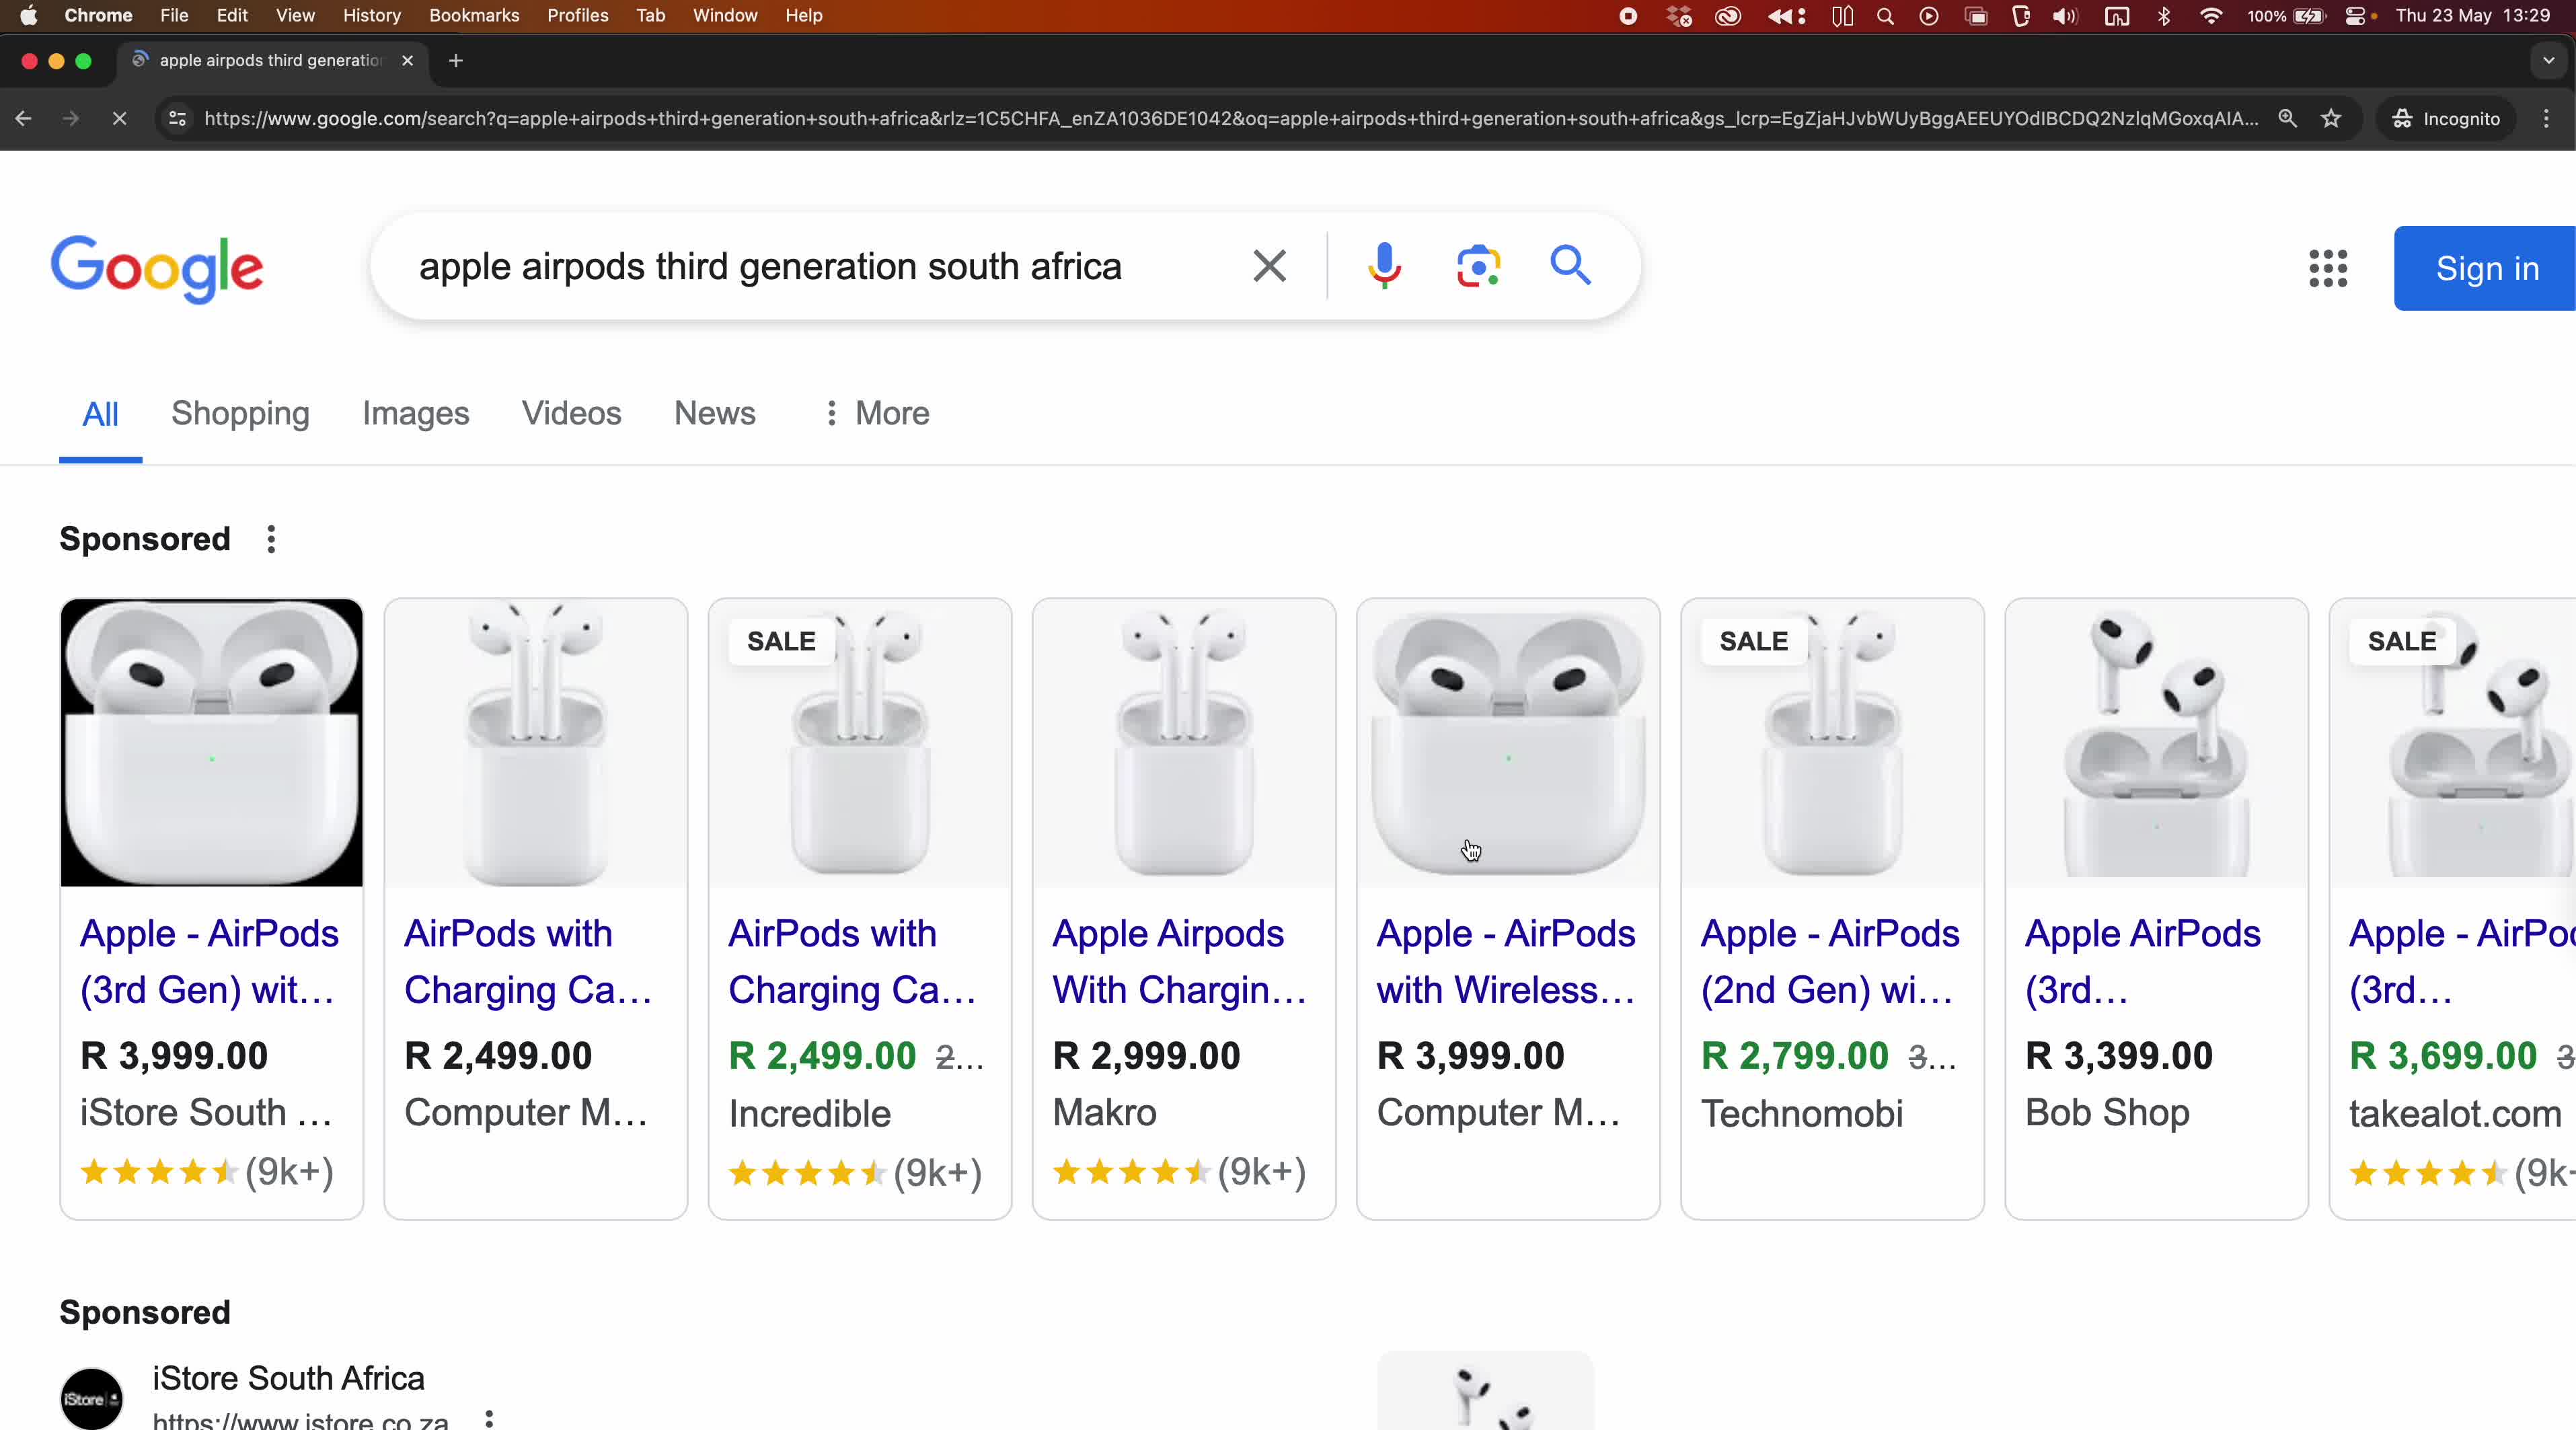 Chrome File Edit View History Bookmarks Profiles Tab Window Help 100% Thu 23 May 13:29
apple airpods third generation
https://www.google.com/search?q=apple+airpods+third+generation+south+africa&rlz=1C5CHFA_enZA1036DE1042&oq=apple+airpods+third+generation+south+africa&gs_lcrp=EgZjaHJvbWUyBggAEEUYOdIBCDQ2NzlqMGoxqAIA... Incognito
Google apple airpods third generation south africa Sign in
All Shopping Images Videos News More
Sponsored
SALE SALE SALE
Apple - AirPods AirPods with AirPods with Apple Airpods Apple - AirPods Apple - AirPods Apple AirPods Apple - AirPo
(3rd Gen) wit... Charging Ca... Charging Ca... With Chargin... with Wireless... (2nd Gen) wi... (3rd... (3rd...
R 3,999.00 R 2,499.00 R 2,499.00 2... R 2,999.00 R 3,999.00 R 2,799.00 3... R 3,399.00 R 3,699.00 3
iStore South ... Computer M... Incredible Makro Computer M... Technomobi Bob Shop takealot.com
(9k+) (9k+) (9k+) (9k+
Sponsored
iStore South Africa
iStore
https://www.istore.co.za